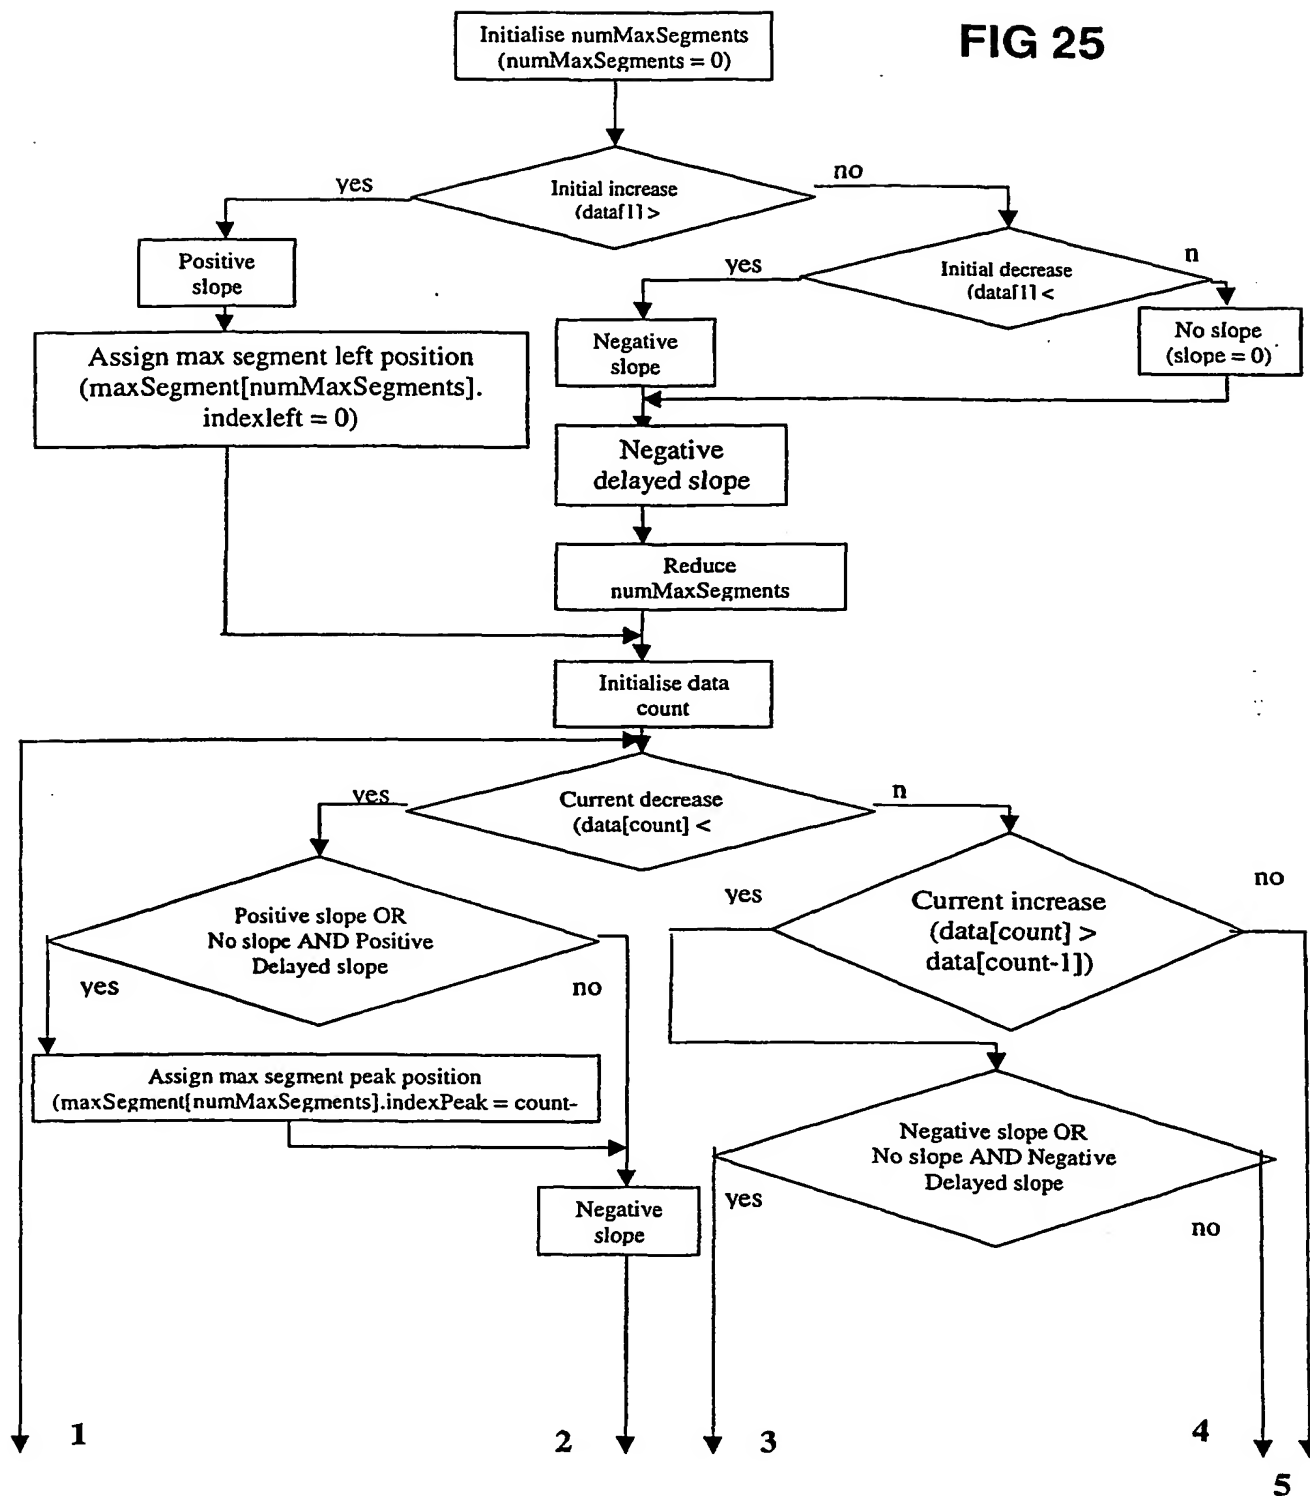 FIG 25
Initialise numMaxSegments
(numMaxSegments = 0)
yes
Initial increase
(data[1] >
no
Positive
slope
yes
Initial decrease
(data[1] <
n
Assign max segment left position
(maxSegment[numMaxSegments].
indexleft = 0)
Negative
slope
No slope
(slope = 0)
Negative
delayed slope
Reduce
numMaxSegments
Initialise data
count
yes
Current decrease
(data[count] <
n
Positive slope OR
No slope AND Positive
Delayed slope
yes
no
yes
Current increase
(data[count] >
data[count-1])
no
Assign max segment peak position
(maxSegment[numMaxSegments].indexPeak = count-
Negative slope OR
No slope AND Negative
Delayed slope
yes
no
Negative
slope
1
2
3
4
5